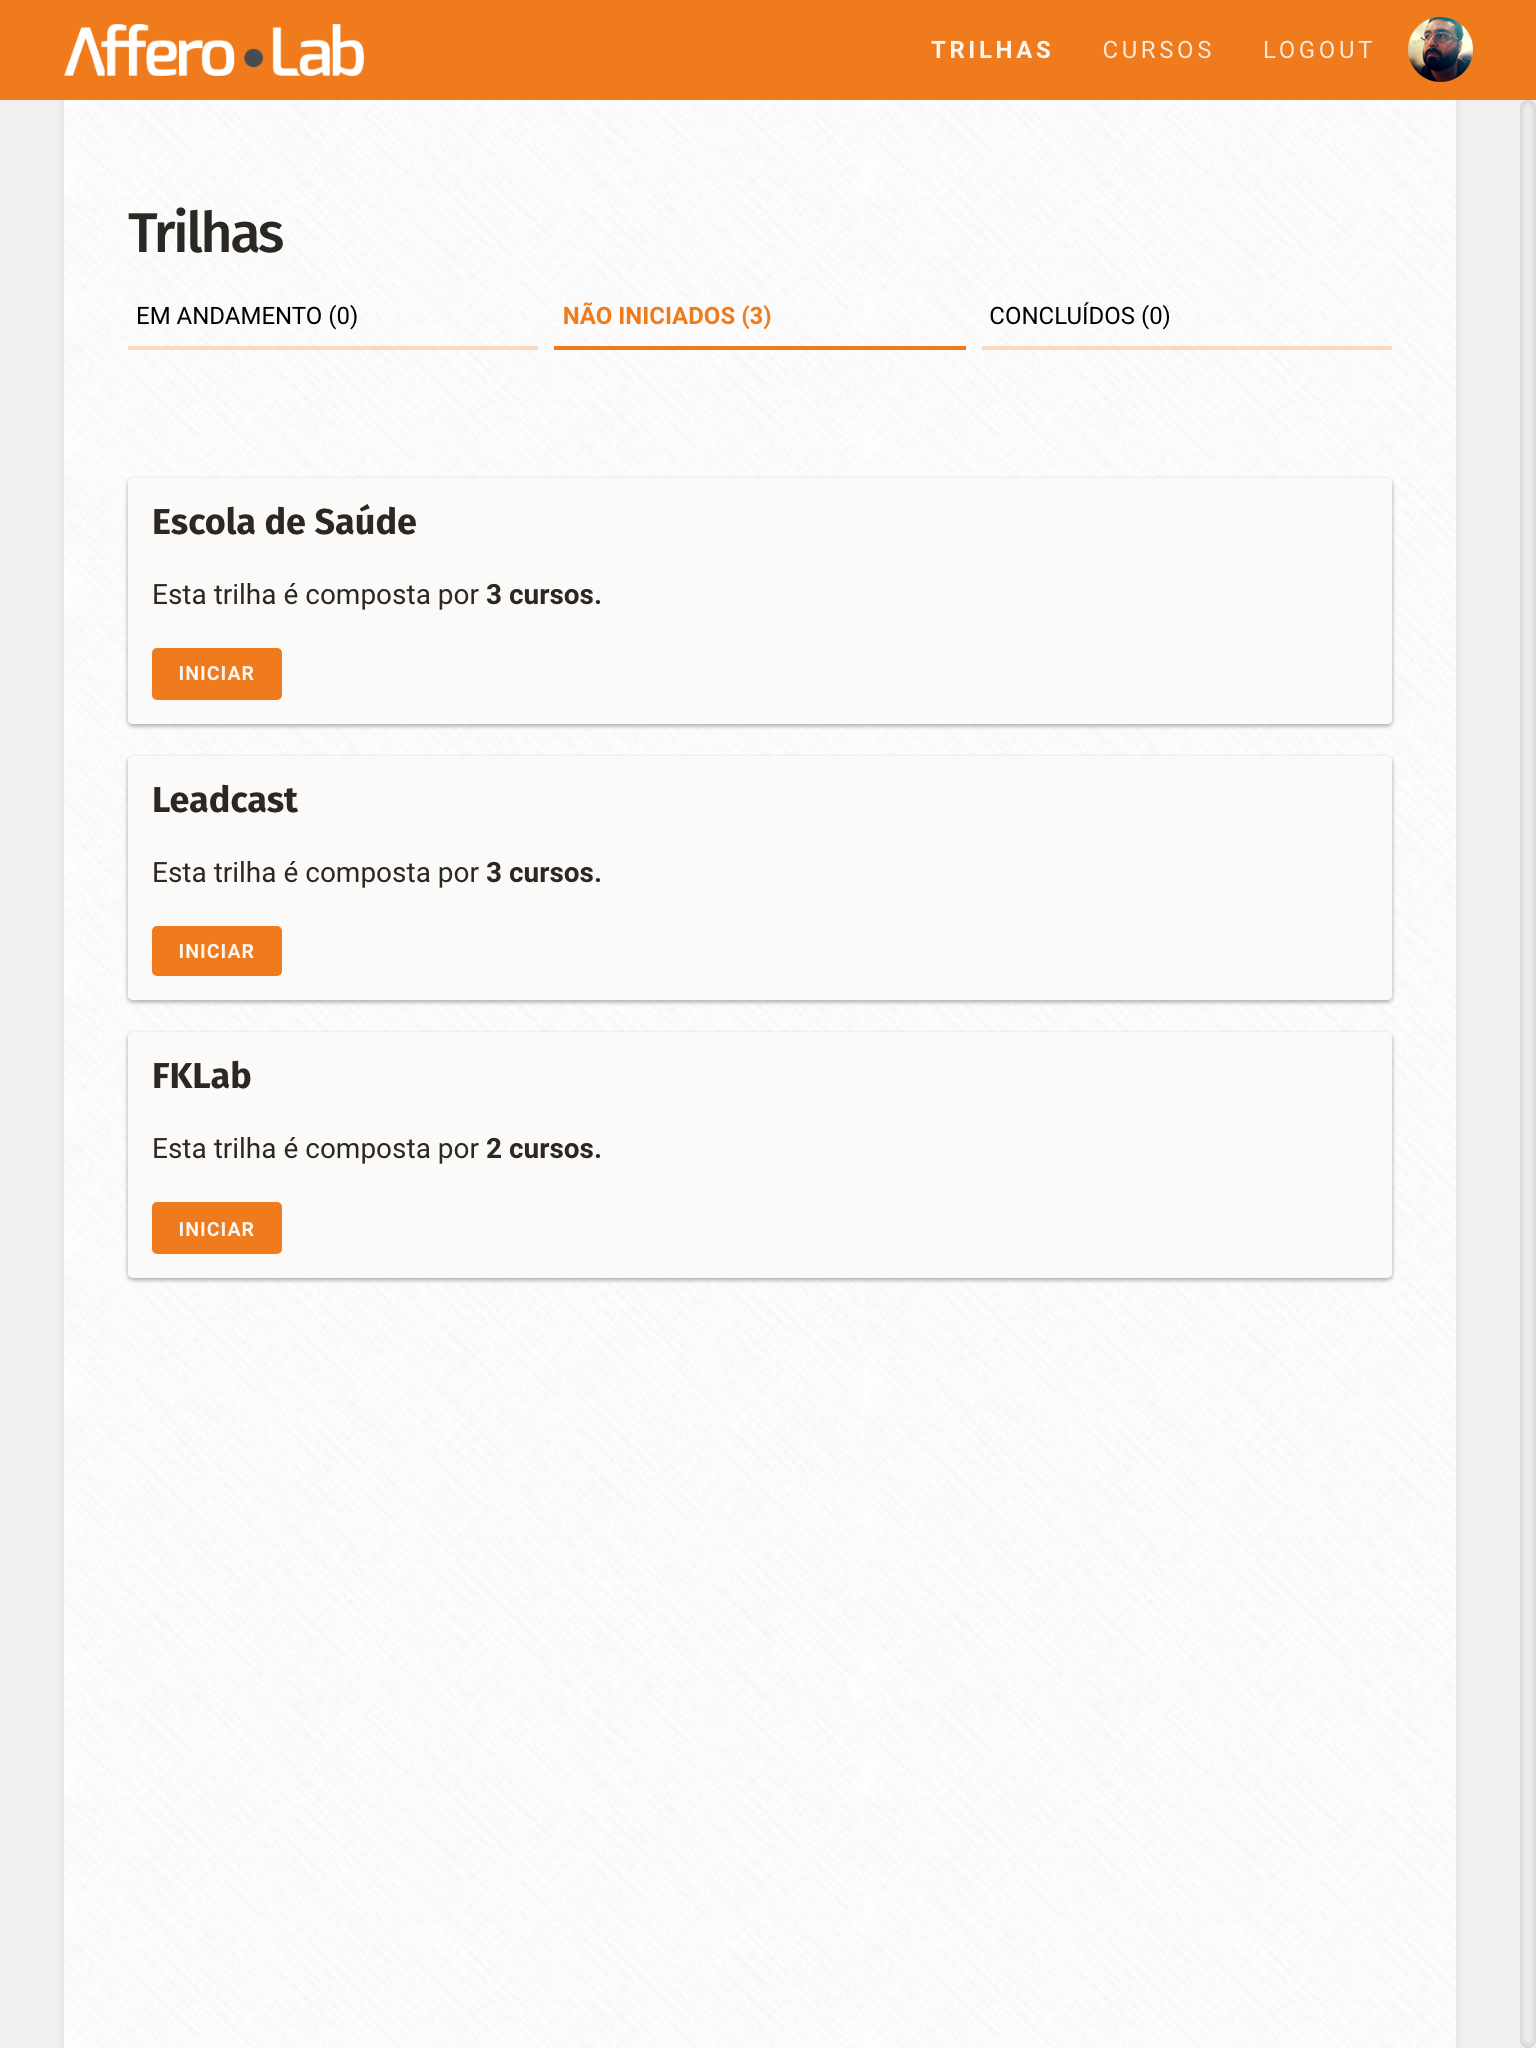 Affero Lab
TRILHAS CURSOS LOGOUT
Trilhas
EM ANDAMENTO (0) NÃO INICIADOS (3) CONCLUÍDOS (0)
Escola de Saúde
Esta trilha é composta por 3 cursos.
INICIAR
Leadcast
Esta trilha é composta por 3 cursos.
INICIAR
FKLab
Esta trilha é composta por 2 cursos.
INICIAR